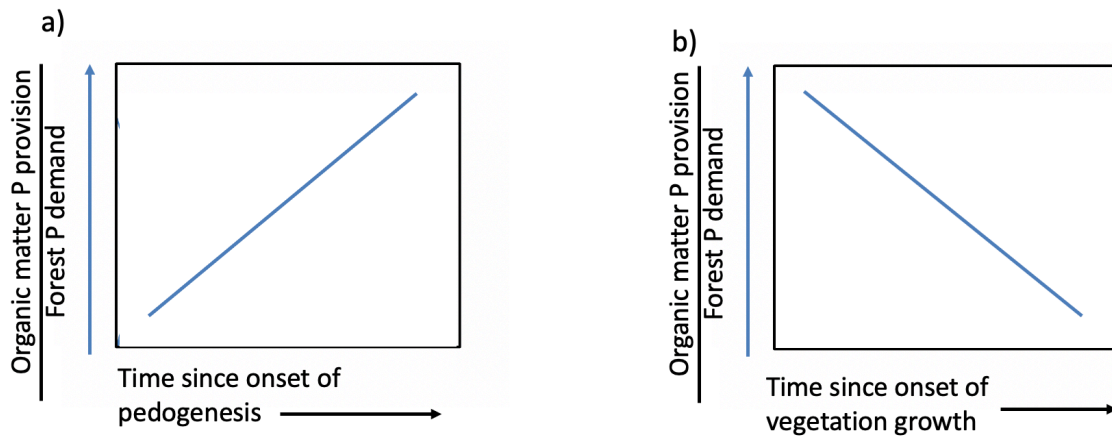 a)
Organic matter P provision
Forest P demand
Time since onset of
pedogenesis
b)
Organic matter P provision
Forest P demand
Time since onset of
vegetation growth